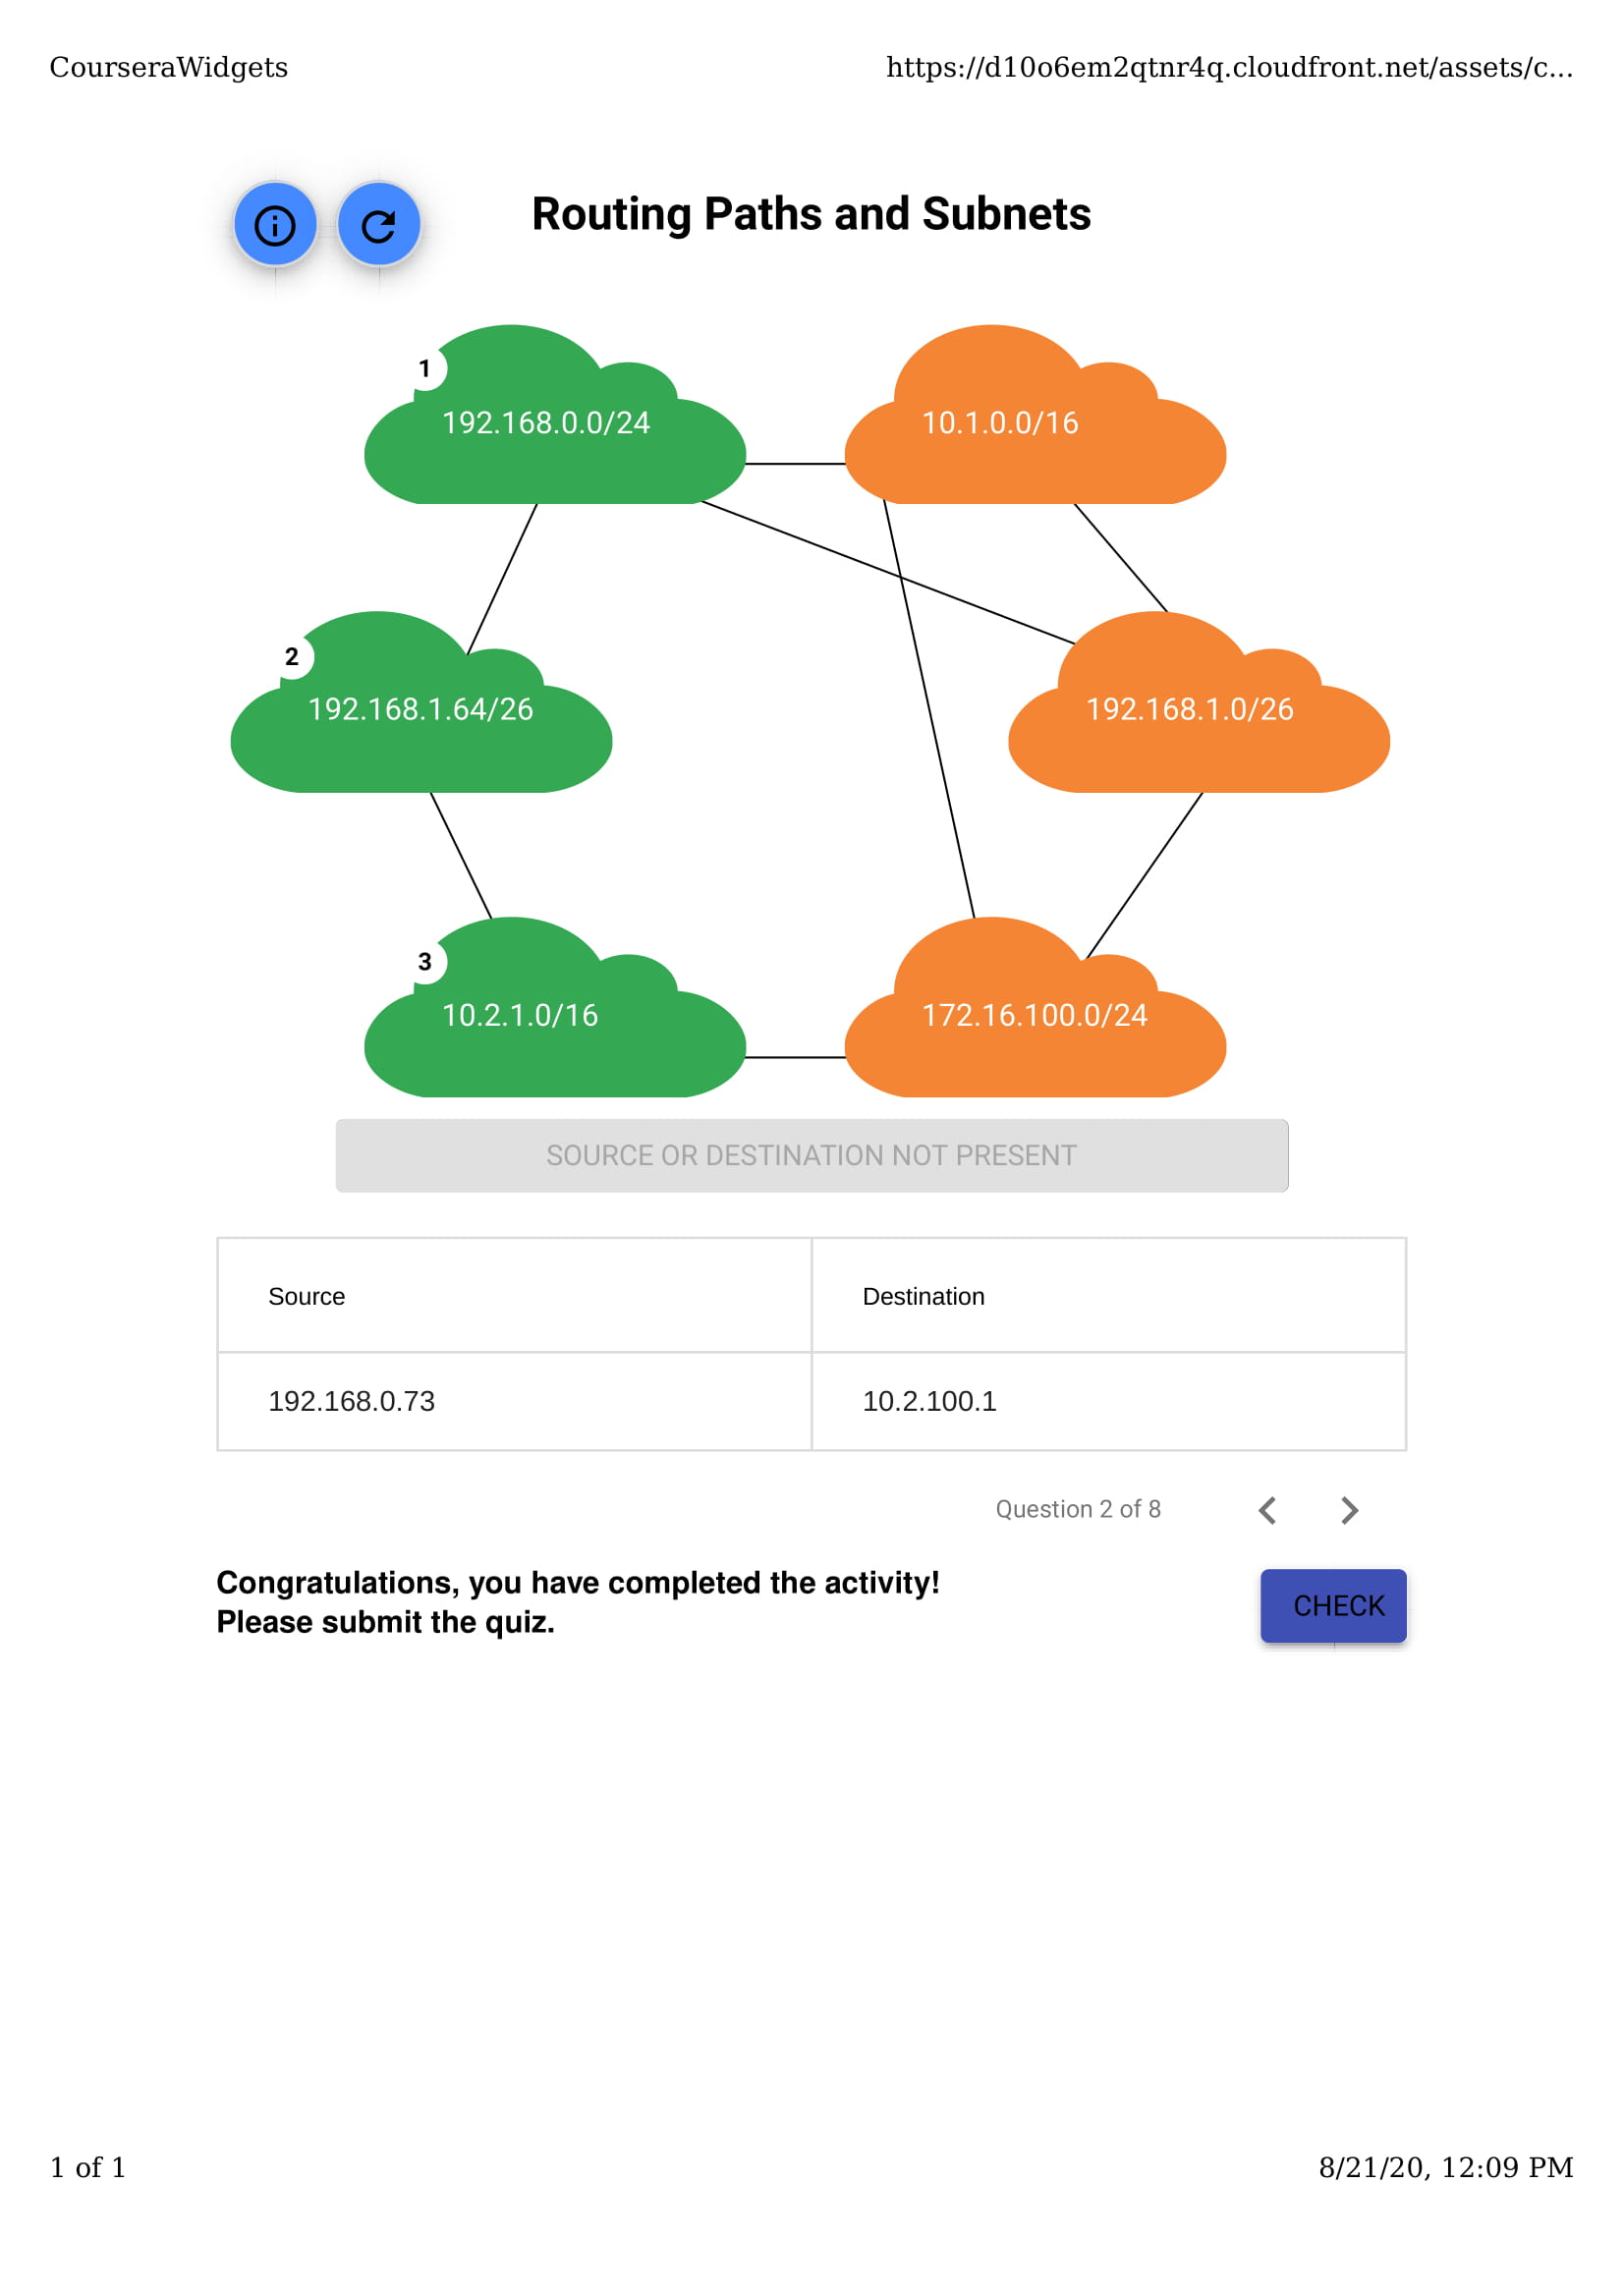 CourseraWidgets
https://d10o6em2qtnr4q.cloudfront.net/assets/c...
Routing Paths and Subnets
1
192.168.0.0/24
10.1.0.0/16
2
192.168.1.64/26
192.168.1.0/26
3
10.2.1.0/16
172.16.100.0/24
SOURCE OR DESTINATION NOT PRESENT
Source
Destination
192.168.0.73
10.2.100.1
Question 2 of 8
Congratulations, you have completed the activity!
Please submit the quiz.
CHECK
1 of 1
8/21/20, 12:09 PM